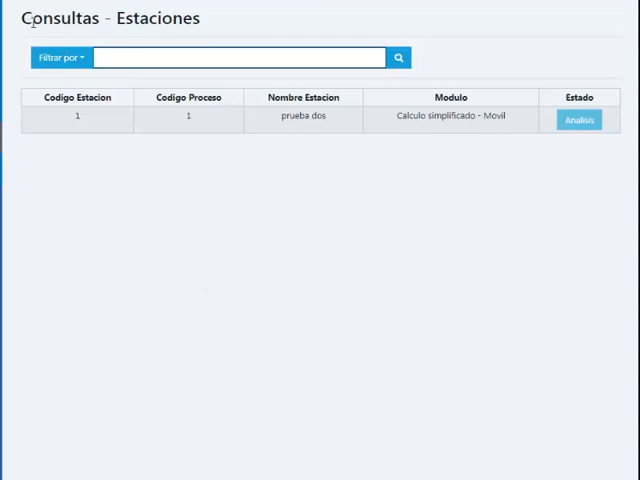 Consultas - Estaciones
Filtrar por
Codigo Estacion Codigo Proceso Nombre Estacion Modulo Estado
1 1 prueba dos Calculo simplificado - Movil Analisis